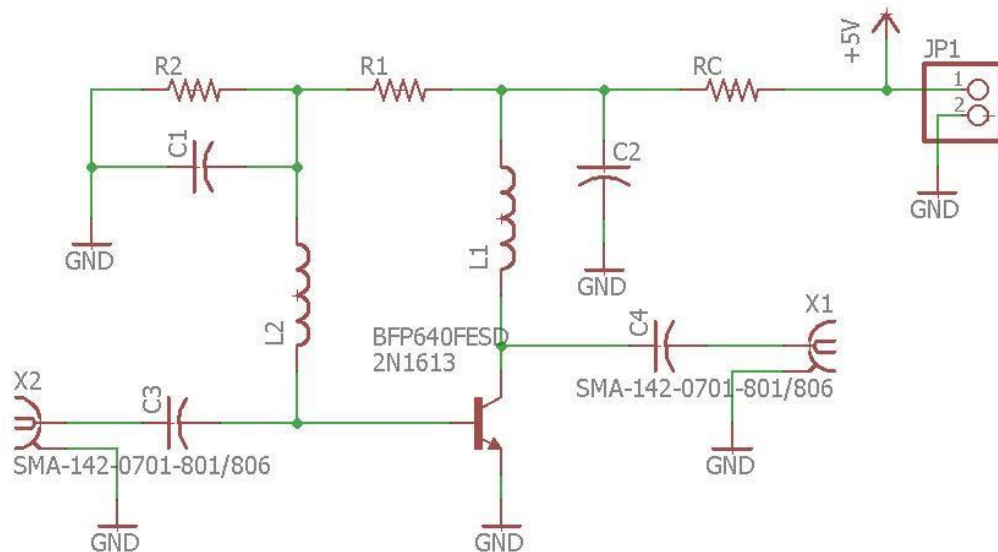 +5V
JP1
R2
R1
RC
1
2
C1
C2
GND
GND
L1
GND
L2
X1
BFP640FESD
2N1613
C4
X2
C3
SMA-142-0701-801/806
SMA-142-0701-801/806
GND
GND
GND